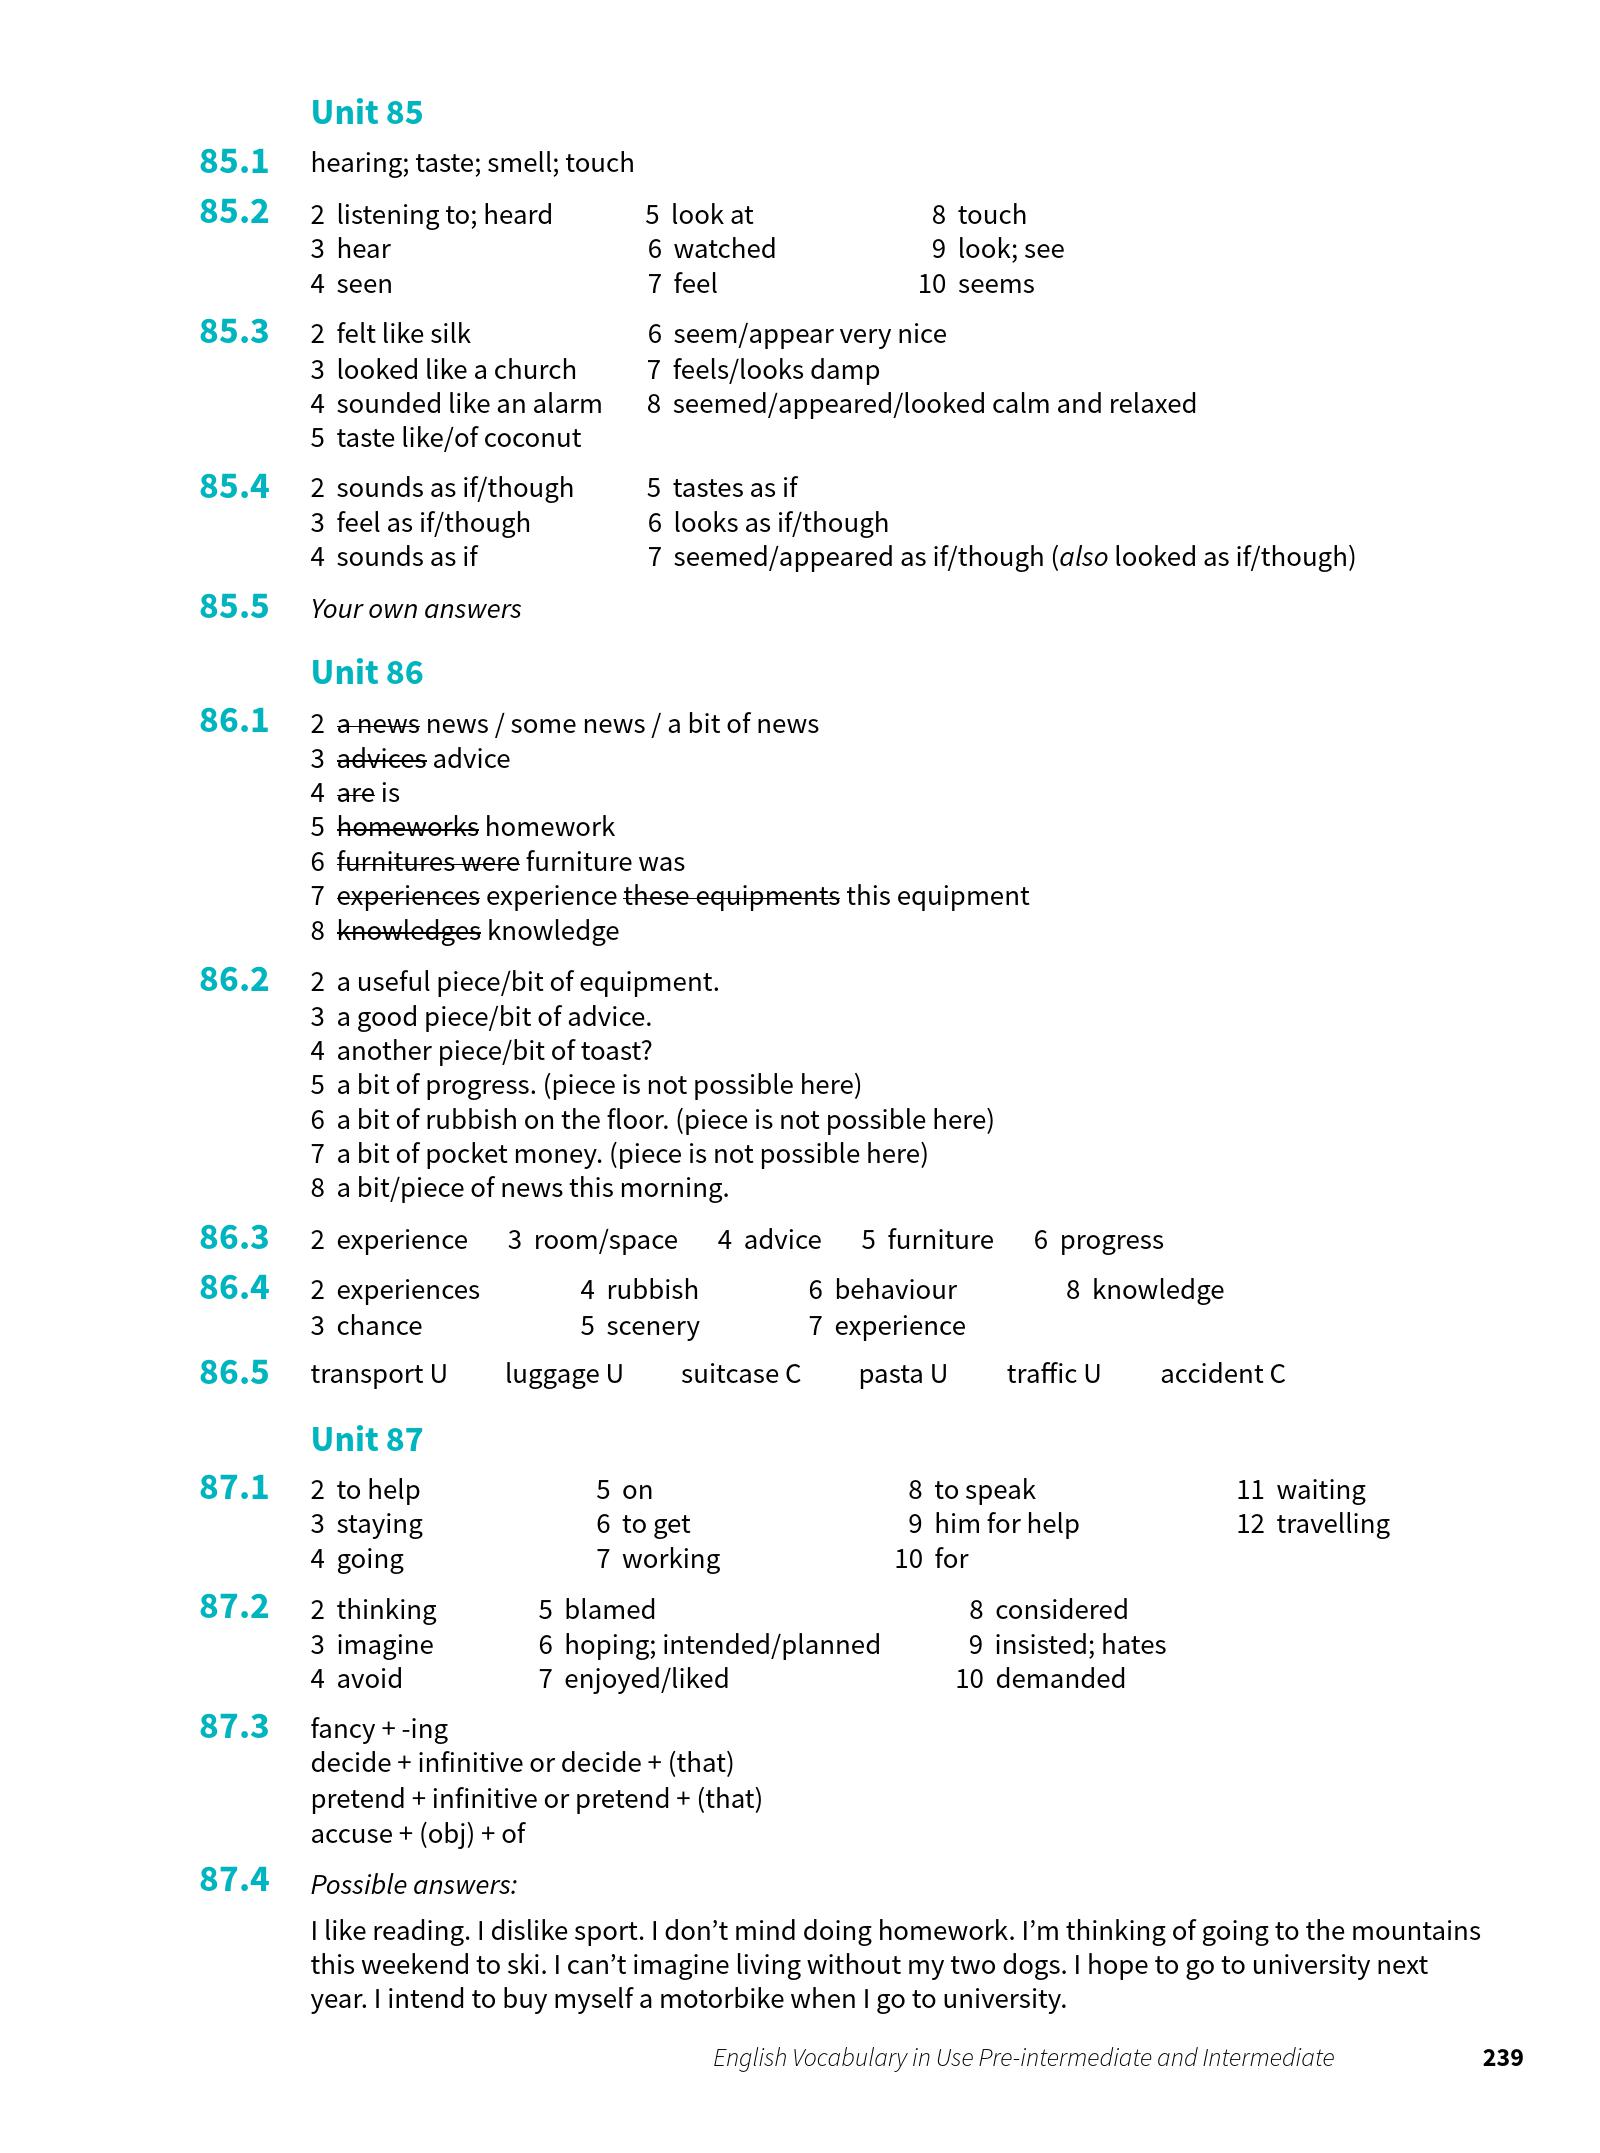 Unit 85
85.1 hearing; taste; smell; touch
85.2 2 listening to; heard 5 look at 8 touch
3 hear 6 watched 9 look; see
4 seen 7 feel 10 seems
85.3 2 felt like silk 6 seem/appear very nice
3 looked like a church 7 feels/looks damp
4 sounded like an alarm 8 seemed/appeared/looked calm and relaxed
5 taste like/of coconut
85.4 2 sounds as if/though 5 tastes as if
3 feel as if/though 6 looks as if/though
4 sounds as if 7 seemed/appeared as if/though (also looked as if/though)
85.5 Your own answers
Unit 86
86.1 2 a news news / some news / a bit of news
3 advices advice
4 are is
5 homeworks homework
6 furnitures were furniture was
7 experiences experience these equipments this equipment
8 knowledges knowledge
86.2 2 a useful piece/bit of equipment.
3 a good piece/bit of advice.
4 another piece/bit of toast?
5 a bit of progress. (piece is not possible here)
6 a bit of rubbish on the floor. (piece is not possible here)
7 a bit of pocket money. (piece is not possible here)
8 a bit/piece of news this morning.
86.3 2 experience 3 room/space 4 advice 5 furniture 6 progress
86.4 2 experiences 4 rubbish 6 behaviour 8 knowledge
3 chance 5 scenery 7 experience
86.5 transport U luggage U suitcase C pasta U traffic U accident C
Unit 87
87.1 2 to help 5 on 8 to speak 11 waiting
3 staying 6 to get 9 him for help 12 travelling
4 going 7 working 10 for
87.2 2 thinking 5 blamed 8 considered
3 imagine 6 hoping; intended/planned 9 insisted; hates
4 avoid 7 enjoyed/liked 10 demanded
87.3 fancy + -ing
decide + infinitive or decide + (that)
pretend + infinitive or pretend + (that)
accuse + (obj) + of
87.4 Possible answers:
I like reading. I dislike sport. I don’t mind doing homework. I’m thinking of going to the mountains
this weekend to ski. I can’t imagine living without my two dogs. I hope to go to university next
year. I intend to buy myself a motorbike when I go to university.
English Vocabulary in Use Pre-intermediate and Intermediate 239